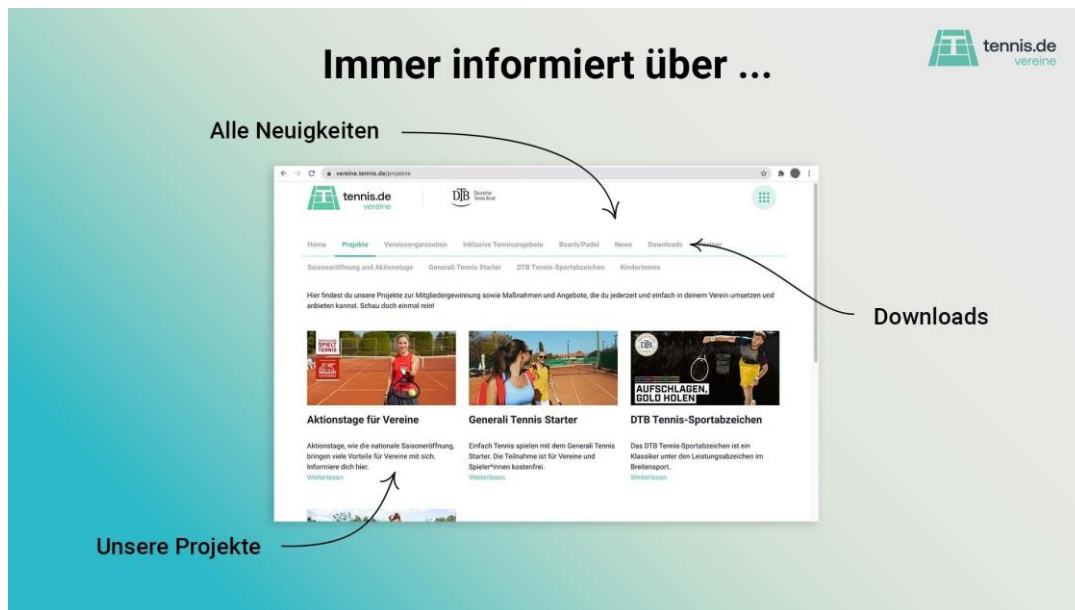 Immer informiert über ...
tennis.de
vereine
Alle Neuigkeiten
vereine.tennis.de/projekte
tennis.de
vereine
DTB Deutscher
Tennis Bund
Home Projekte Vereinsorganisation Inklusive Tennisangebote Beach/Padel News Downloads
Saisoneröffnung und Aktionstage Generali Tennis Starter DTB Tennis-Sportabzeichen Kindertennis
Hier findest du unsere Projekte zur Mitgliedergewinnung sowie Maßnahmen und Angebote, die du jederzeit und einfach in deinem Verein umsetzen und
anbieten kannst. Schau doch einmal rein!
Downloads
SPIELT
TENNIS
DTB
AUFSCHLAGEN,
GOLD HOLEN
Aktionstage für Vereine
Aktionstage, wie die nationale Saisoneröffnung,
bringen viele Vorteile für Vereine mit sich.
Informiere dich hier.
Weiterlesen
Generali Tennis Starter
Einfach Tennis spielen mit dem Generali Tennis
Starter. Die Teilnahme ist für Vereine und
Spieler*innen kostenfrei.
Weiterlesen
DTB Tennis-Sportabzeichen
Das DTB Tennis-Sportabzeichen ist ein
Klassiker unter den Leistungsabzeichen im
Breitensport.
Weiterlesen
Unsere Projekte